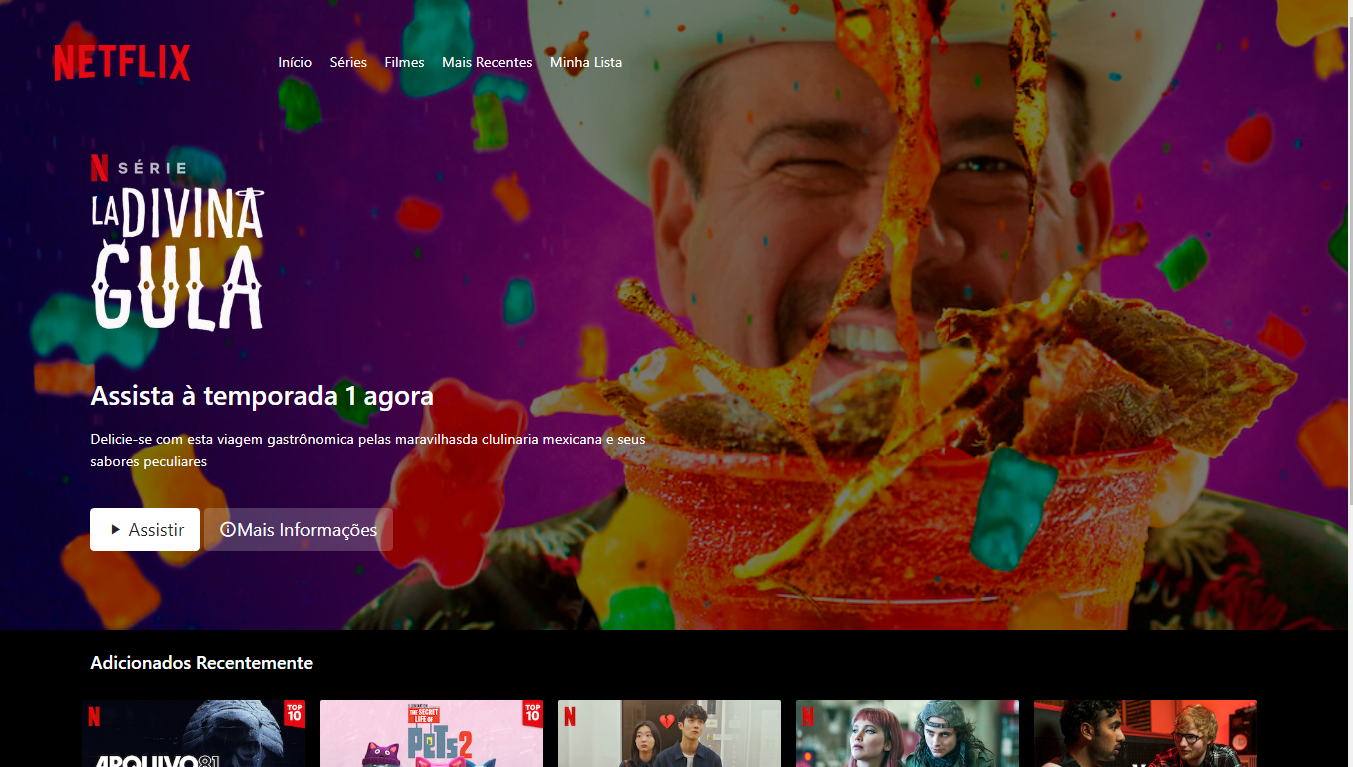 NETFLIX
Início Séries Filmes Mais Recentes Minha Lista
N SÉRIE
LA DIVINA
GULA
Assista à temporada 1 agora
Delicie-se com esta viagem gastrônomica pelas maravilhasda clulinaria mexicana e seus
sabores peculiares
Assistir
Mais Informações
Adicionados Recentemente
N
TOP
10
ARQUIVO 81
ILLUMINATION
THE SECRET
LIFE OF
PETS 2
TOP
10
N
N